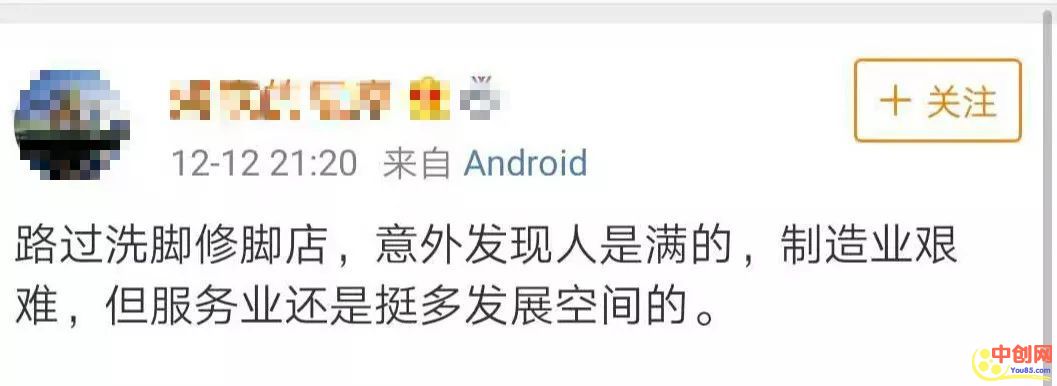 + 关注
12-12 21:20 来自 Android
路过洗脚修脚店，意外发现人是满的，制造业艰
难，但服务业还是挺多发展空间的。
中创网
You85.com